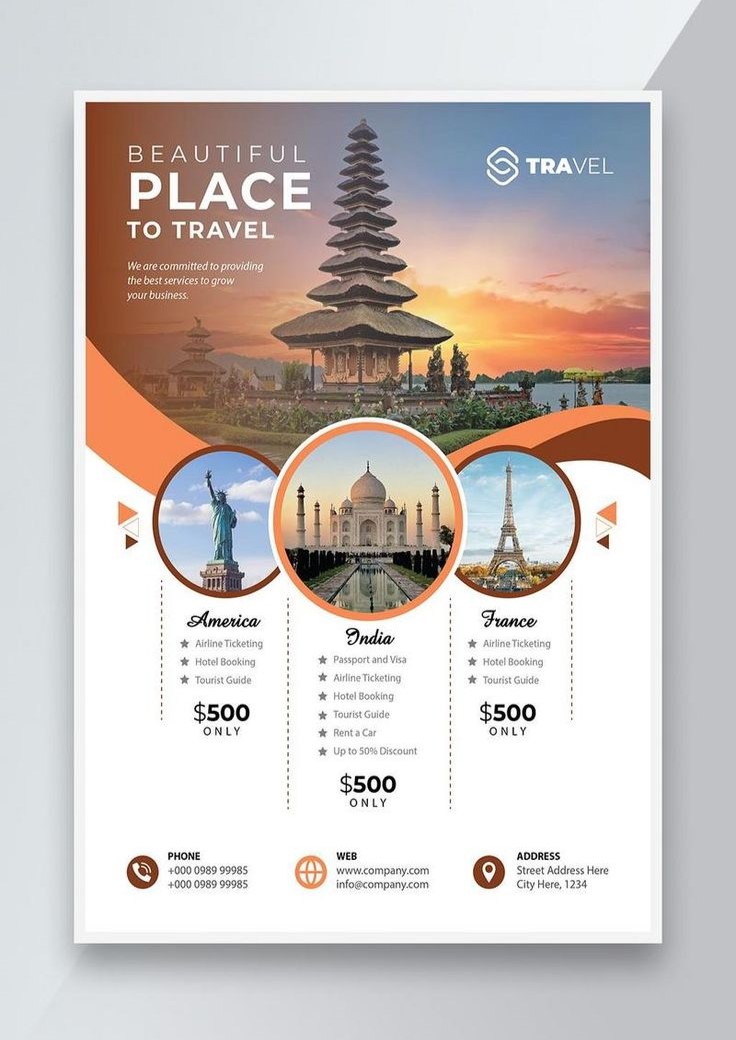 BEAUTIFUL
PLACE
TO TRAVEL
We are committed to providing
the best services to grow
your business.
TRAVEL
America
Airline Ticketing
Hotel Booking
Tourist Guide
$500
ONLY
India
Passport and Visa
Airline Ticketing
Hotel Booking
Tourist Guide
Rent a Car
Up to 50% Discount
$500
ONLY
France
Airline Ticketing
Hotel Booking
Tourist Guide
$500
ONLY
PHONE
+000 0989 99985
+000 0989 99985
WEB
www.company.com
info@company.com
ADDRESS
Street Address Here
City Here, 1234